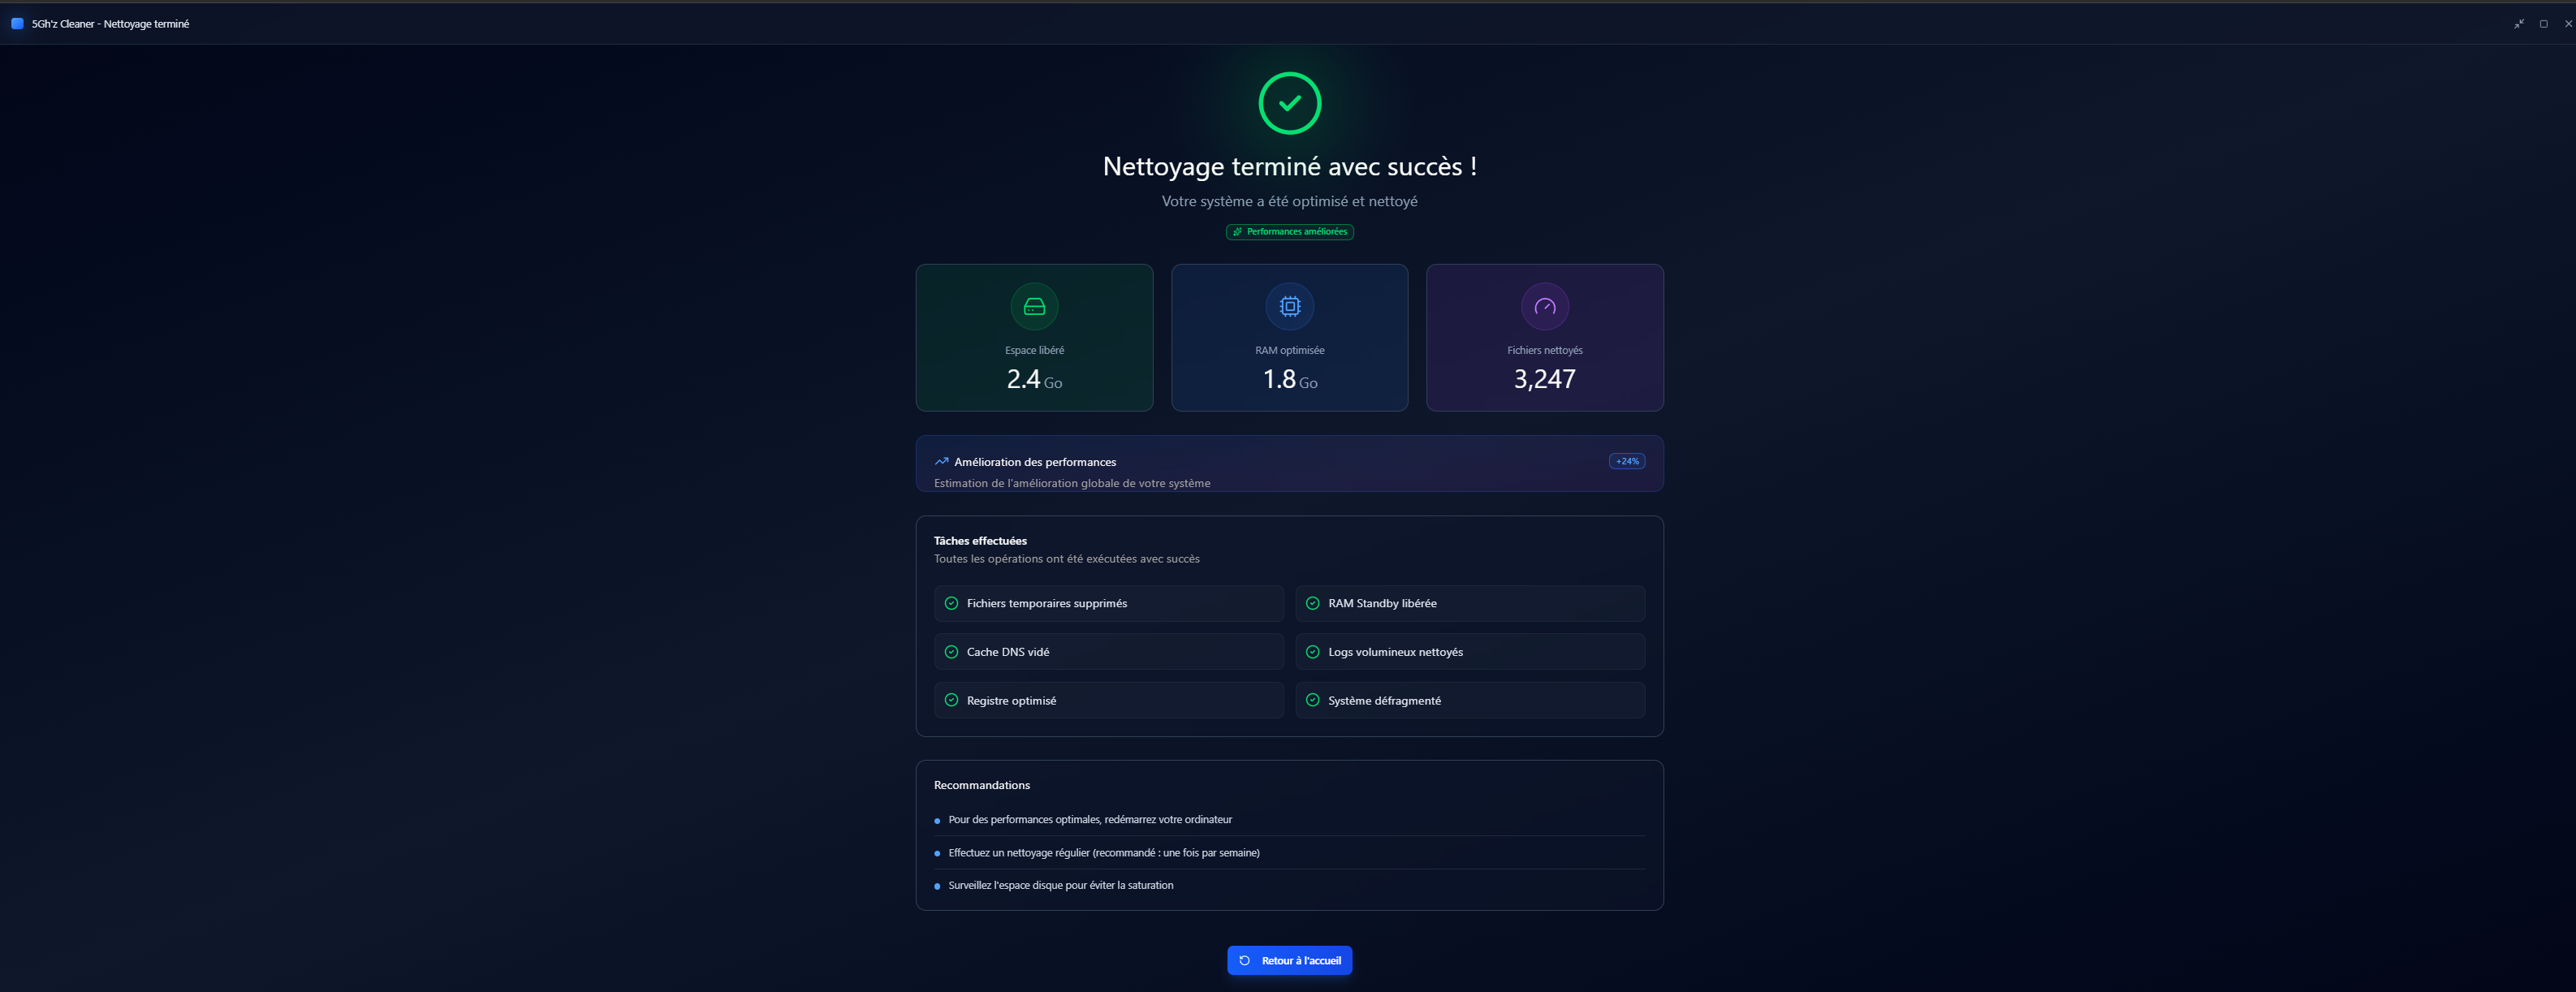 5Gh'z Cleaner - Nettoyage terminé
Nettoyage terminé avec succès !
Votre système a été optimisé et nettoyé
Performances améliorées
Espace libéré
2.4 Go
RAM optimisée
1.8 Go
Fichiers nettoyés
3,247
Amélioration des performances
+24%
Estimation de l'amélioration globale de votre système
Tâches effectuées
Toutes les opérations ont été exécutées avec succès
Fichiers temporaires supprimés
RAM Standby libérée
Cache DNS vidé
Logs volumineux nettoyés
Registre optimisé
Système défragmenté
Recommandations
Pour des performances optimales, redémarrez votre ordinateur
Effectuez un nettoyage régulier (recommandé : une fois par semaine)
Surveillez l'espace disque pour éviter la saturation
Retour à l'accueil